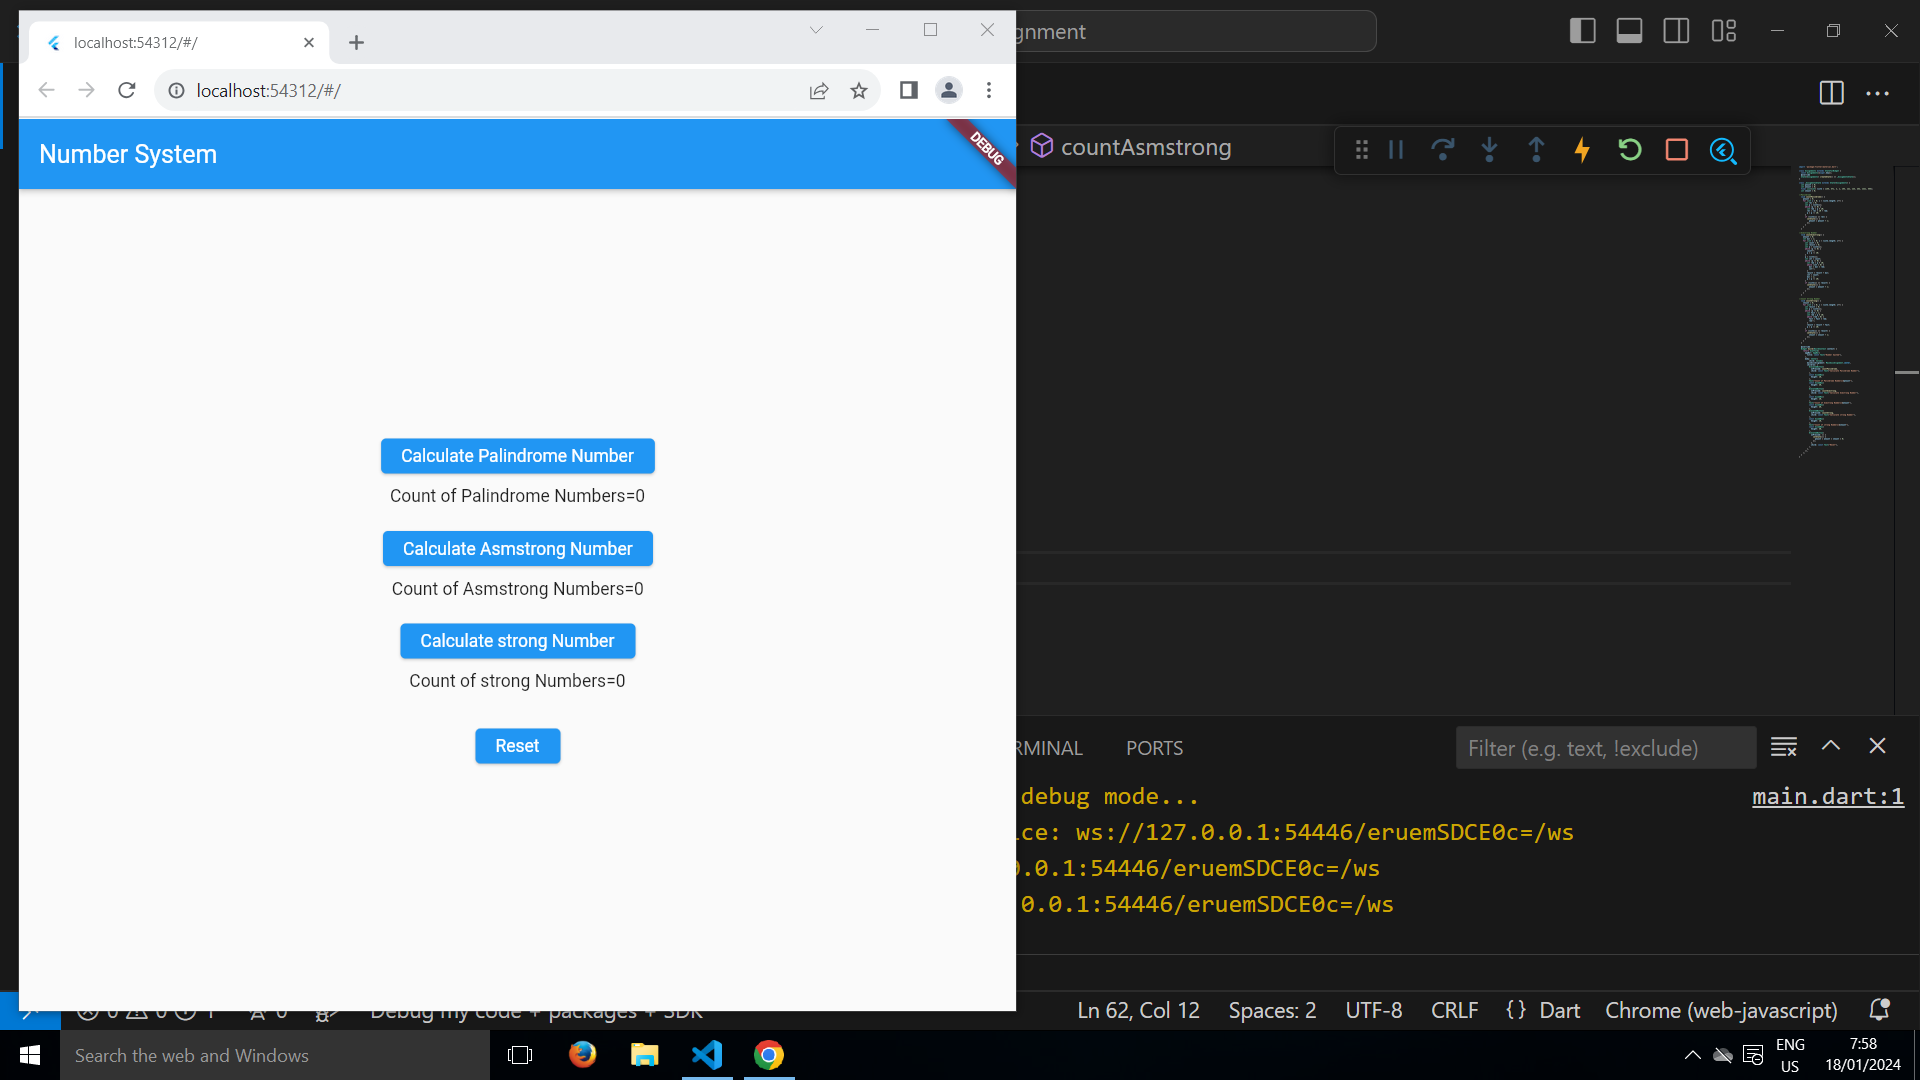 localhost:54312/#/
gnment
localhost:54312/#/
Number System
DEBUG
countAsmstrong
Calculate Palindrome Number
Count of Palindrome Numbers=0
Calculate Asmstrong Number
Count of Asmstrong Numbers=0
Calculate strong Number
Count of strong Numbers=0
Reset
RMINAL
PORTS
Filter (e.g. text, !exclude)
debug mode...
main.dart:1
ice: ws://127.0.0.1:54446/eruemSDCE0c=/ws
0.0.1:54446/eruemSDCE0c=/ws
0.0.1:54446/eruemSDCE0c=/ws
Debug my code + packages + SDK
Ln 62, Col 12
Spaces: 2
UTF-8
CRLF
{ } Dart
Chrome (web-javascript)
Search the web and Windows
ENG
US
7:58
18/01/2024